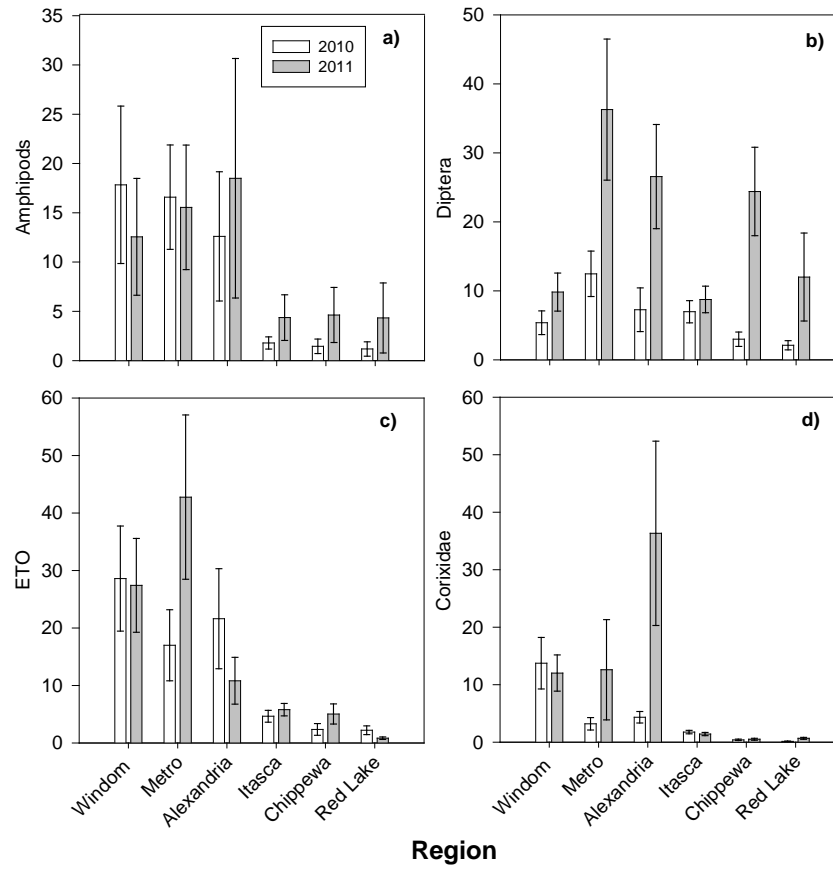 35
30
25
20
15
10
5
0
Amphipods
2010
2011
a)
50
40
30
20
10
0
Diptera
b)
60
50
40
30
20
10
0
ETO
c)
Windom
Metro
Alexandria
Itasca
Chippewa
Red Lake
60
50
40
30
20
10
0
Corixidae
d)
Windom
Metro
Alexandria
Itasca
Chippewa
Red Lake
Region